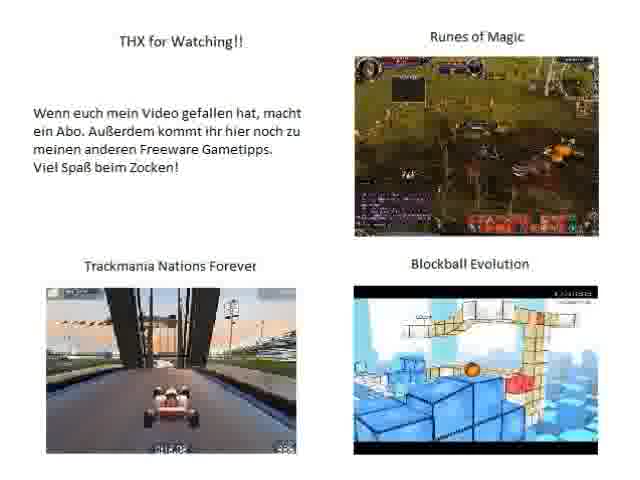 THX for Watching!!
Runes of Magic
Wenn euch mein Video gefallen hat, macht
ein Abo. Außerdem kommt ihr hier noch zu
meinen anderen Freeware Gametipps.
Viel Spaß beim Zocken!
Trackmania Nations Forever
Blockball Evolution